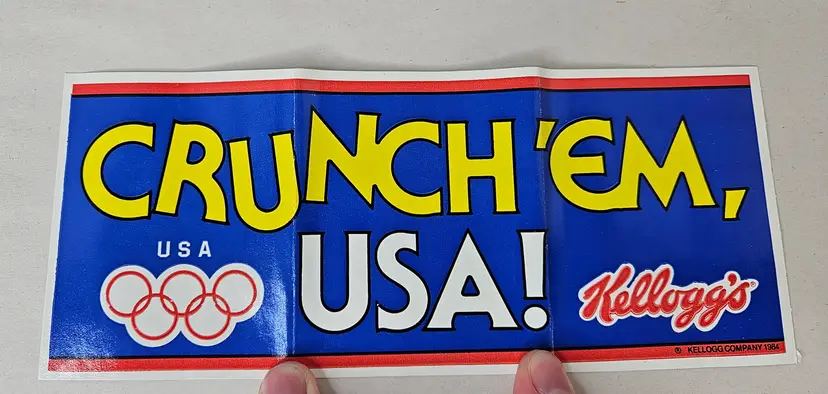 CRUNCH 'EM,
USA!
USA
Kellogg's®
© KELLOGG COMPANY 1984